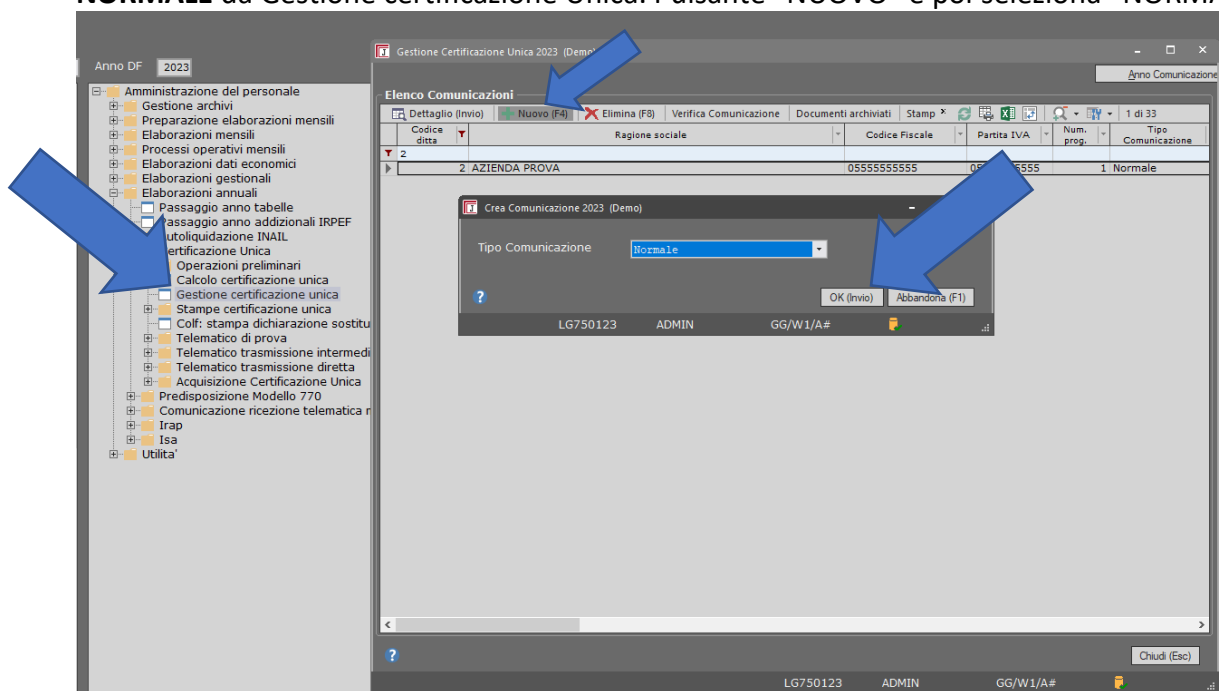 NORMALE da Gestione certificazione Unica. Pulsante "NUOVO" e poi seleziona "NORMA
Gestione Certificazione Unica 2023 (Demo)
Anno DF 2023
Anno Comunicazione
Amministrazione del personale
Gestione archivi
Preparazione elaborazioni mensili
Elaborazioni mensili
Processi operativi mensili
Elaborazioni dati economici
Elaborazioni gestionali
Elaborazioni annuali
Passaggio anno tabelle
Passaggio anno addizionali IRPEF
utoliquidazione INAIL
ertificazione Unica
Operazioni preliminari
Calcolo certificazione unica
Gestione certificazione unica
Stampe certificazione unica
Colf: stampa dichiarazione sostitu
Telematico di prova
Telematico trasmissione intermedi
Telematico trasmissione diretta
Acquisizione Certificazione Unica
Predisposizione Modello 770
Comunicazione ricezione telematica
Irap
Isa
Utilita'
Elenco Comunicazioni
Dettaglio (Invio) Nuovo (F4) Elimina (F8) Verifica Comunicazione Documenti archiviati Stamp 1 di 33
Codice ditta Ragione sociale Codice Fiscale Partita IVA Num. prog. Tipo Comunicazione
2
2 AZIENDA PROVA 05555555555 1 Normale
Crea Comunicazione 2023 (Demo)
Tipo Comunicazione Normale
OK (Invio) Abbandona (F1)
LG750123 ADMIN GG/W1/A#
Chiudi (Esc)
LG750123 ADMIN GG/W1/A#